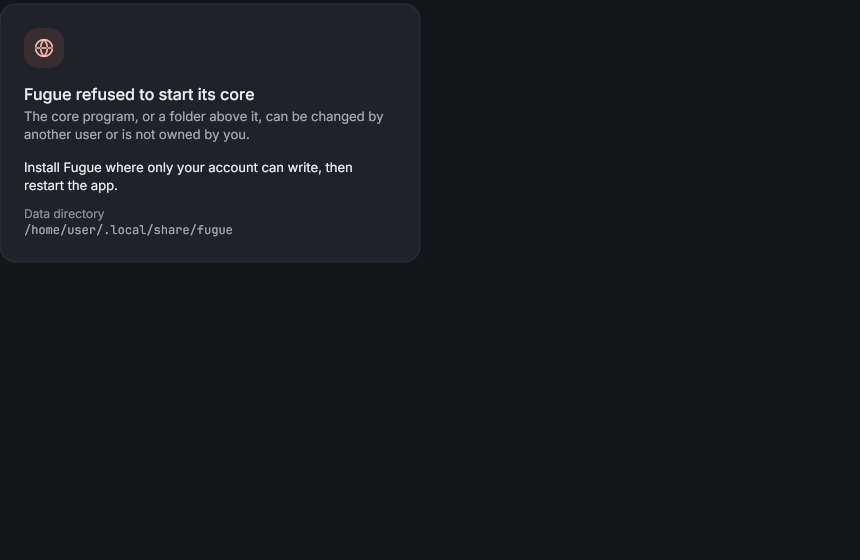 Fugue refused to start its core
The core program, or a folder above it, can be changed by
another user or is not owned by you.
Install Fugue where only your account can write, then
restart the app.
Data directory
/home/user/.local/share/fugue